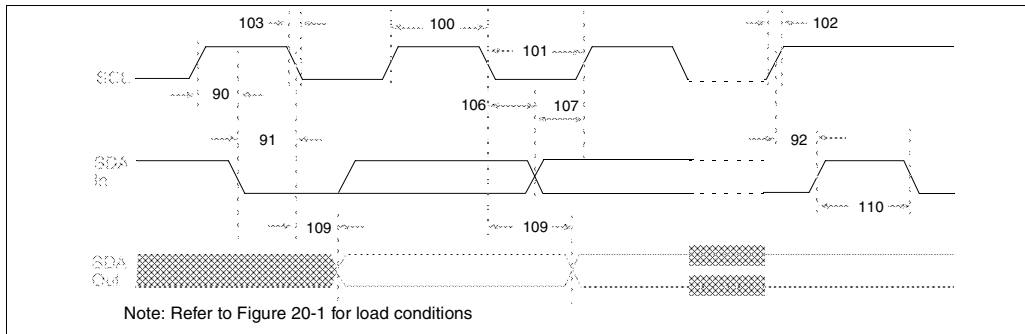 103
100
101
102
SCL
90
106
107
91
92
SDA
In
110
109
109
SDA
Out
Note: Refer to Figure 20-1 for load conditions